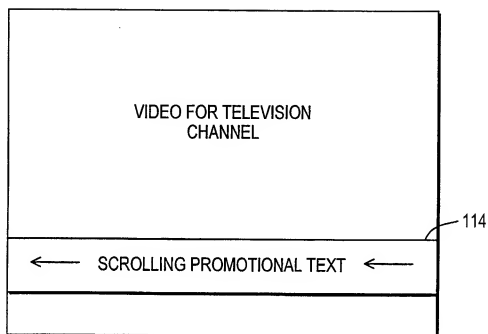 VIDEO FOR TELEVISION
CHANNEL
114
SCROLLING PROMOTIONAL TEXT